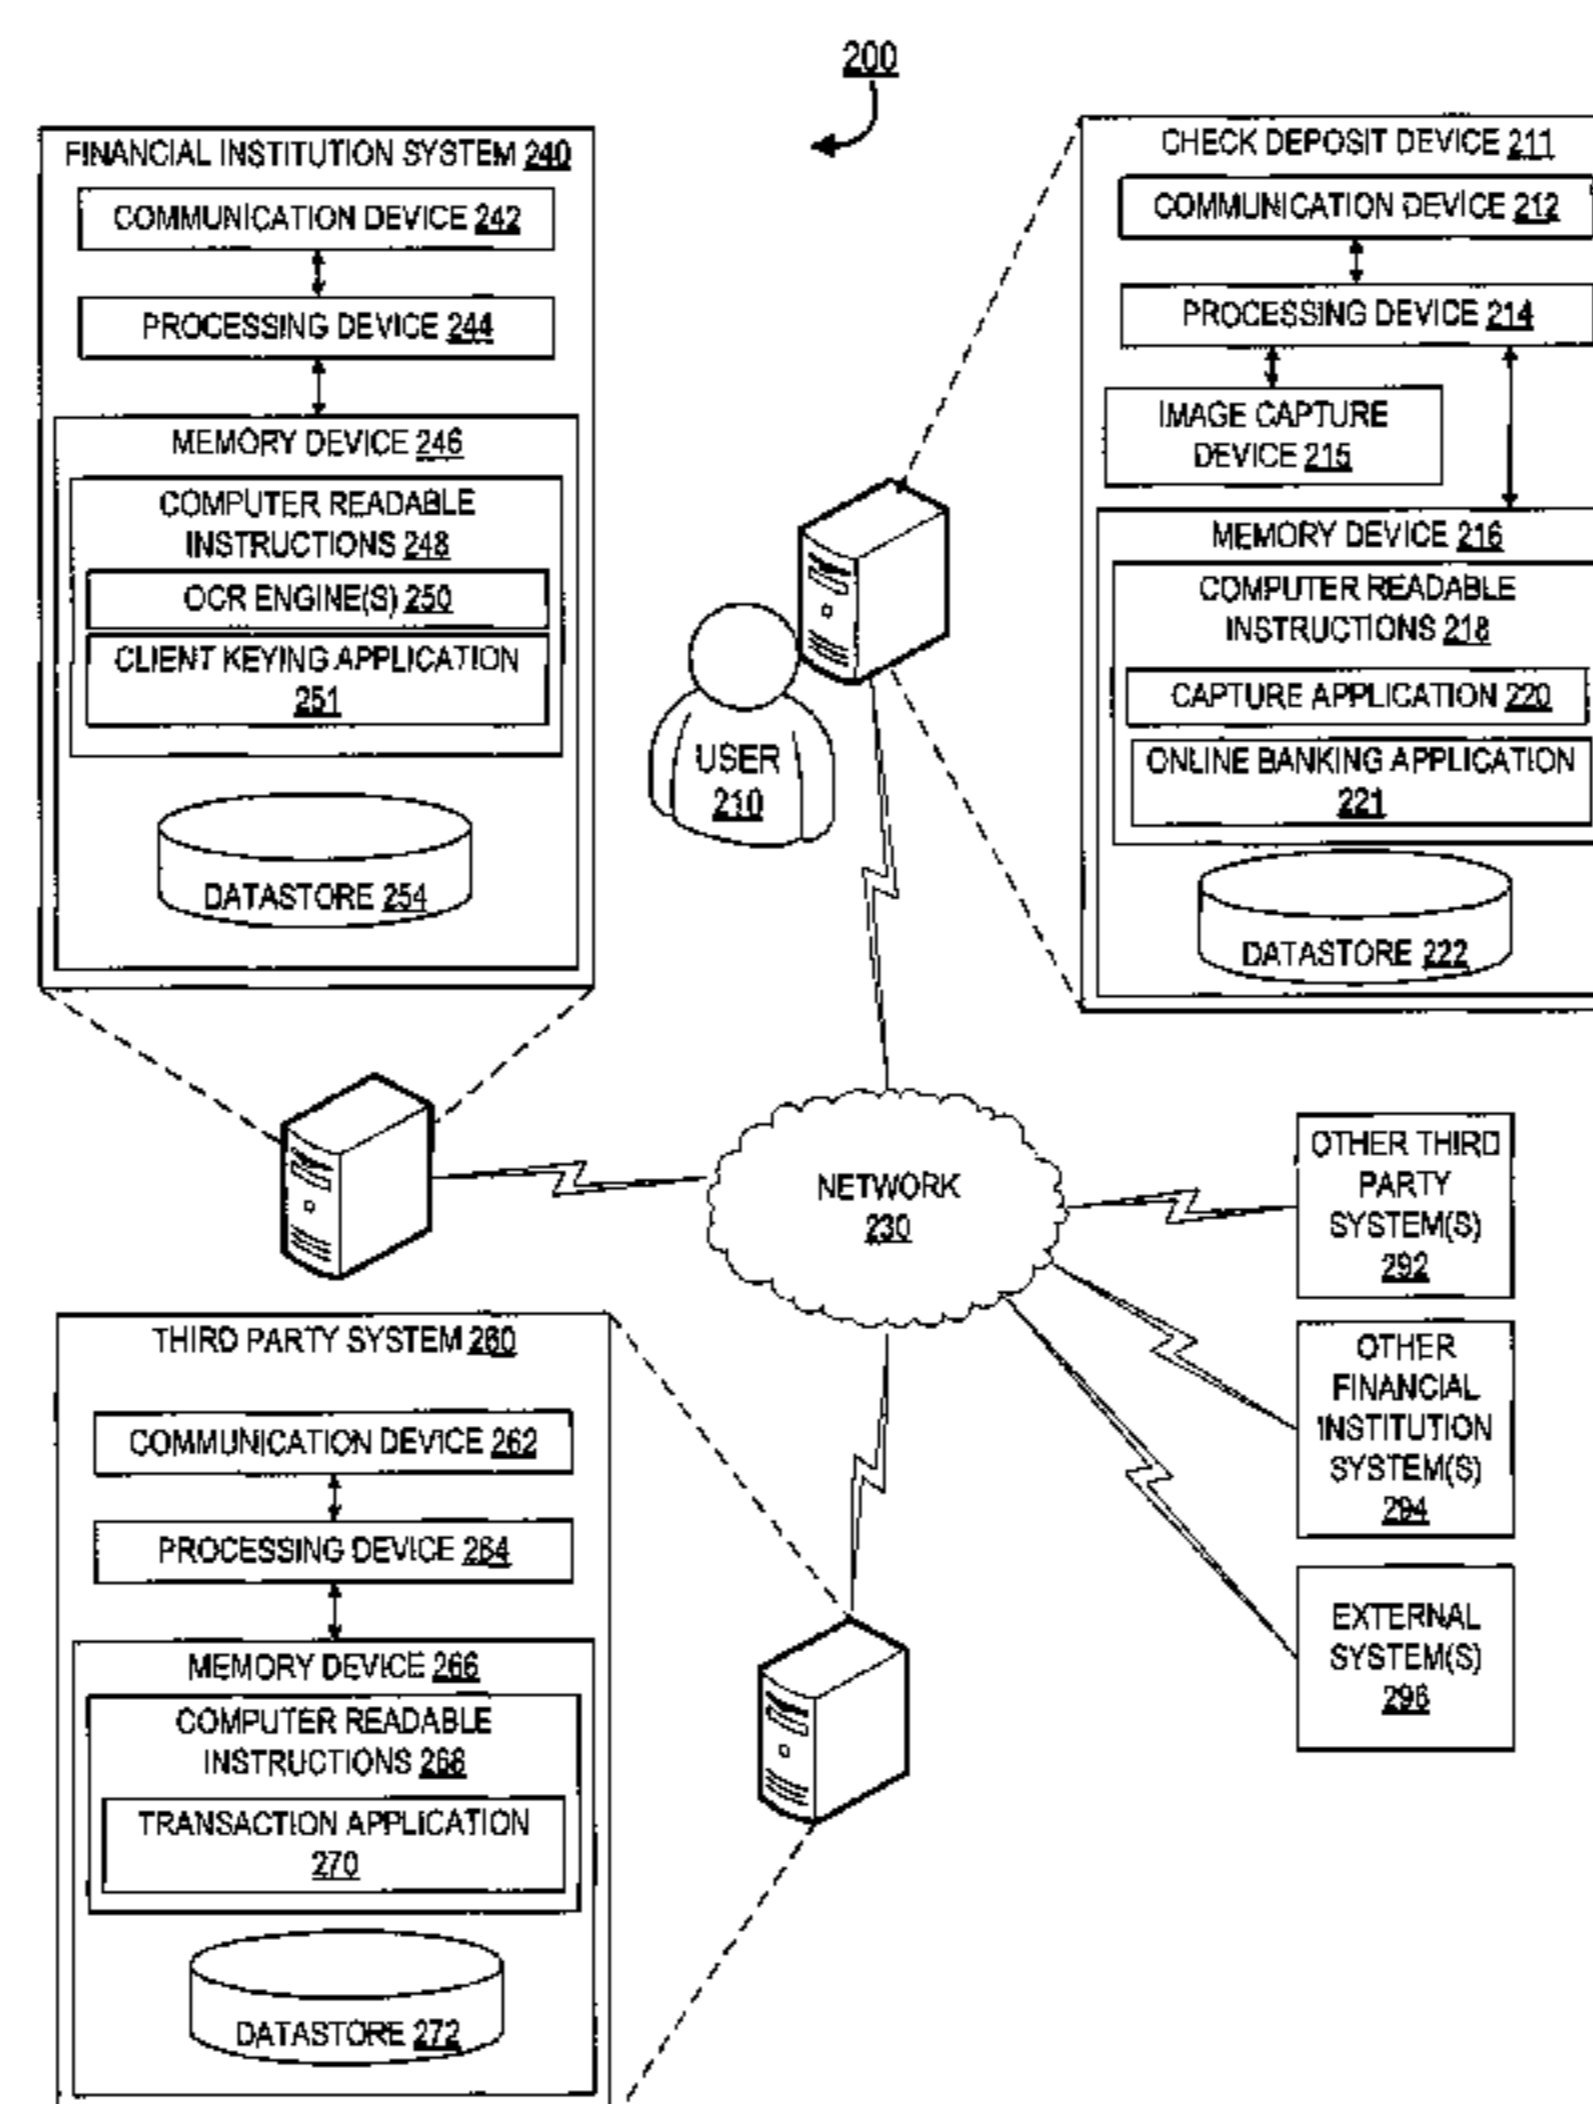 200
FINANCIAL INSTITUTION SYSTEM 240
COMMUNICATION DEVICE 242
PROCESSING DEVICE 244
MEMORY DEVICE 246
COMPUTER READABLE
INSTRUCTIONS 248
OCR ENGINE(S) 250
CLIENT KEYING APPLICATION
251
DATASTORE 254
CHECK DEPOSIT DEVICE 211
COMMUNICATION DEVICE 212
PROCESSING DEVICE 214
IMAGE CAPTURE
DEVICE 215
MEMORY DEVICE 216
COMPUTER READABLE
INSTRUCTIONS 218
CAPTURE APPLICATION 220
ONLINE BANKING APPLICATION
221
DATASTORE 222
USER
210
NETWORK
230
OTHER THIRD
PARTY
SYSTEM(S)
292
OTHER
FINANCIAL
INSTITUTION
SYSTEM(S)
294
EXTERNAL
SYSTEM(S)
296
THIRD PARTY SYSTEM 260
COMMUNICATION DEVICE 262
PROCESSING DEVICE 264
MEMORY DEVICE 266
COMPUTER READABLE
INSTRUCTIONS 268
TRANSACTION APPLICATION
270
DATASTORE 272